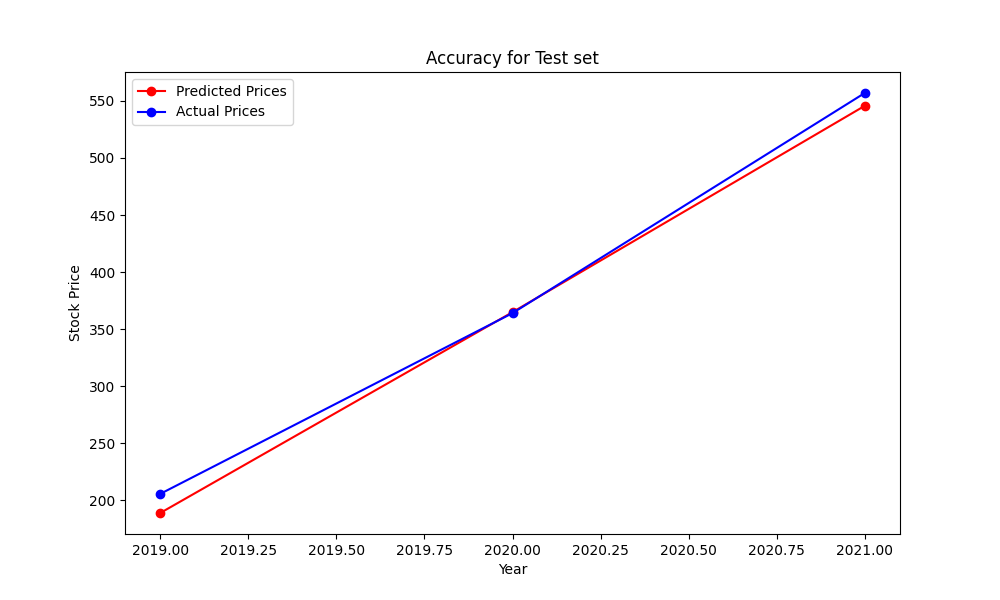 Accuracy for Test set
Predicted Prices
Actual Prices
550
500
450
400
350
300
250
200
Stock Price
2019.00 2019.25 2019.50 2019.75 2020.00 2020.25 2020.50 2020.75 2021.00
Year